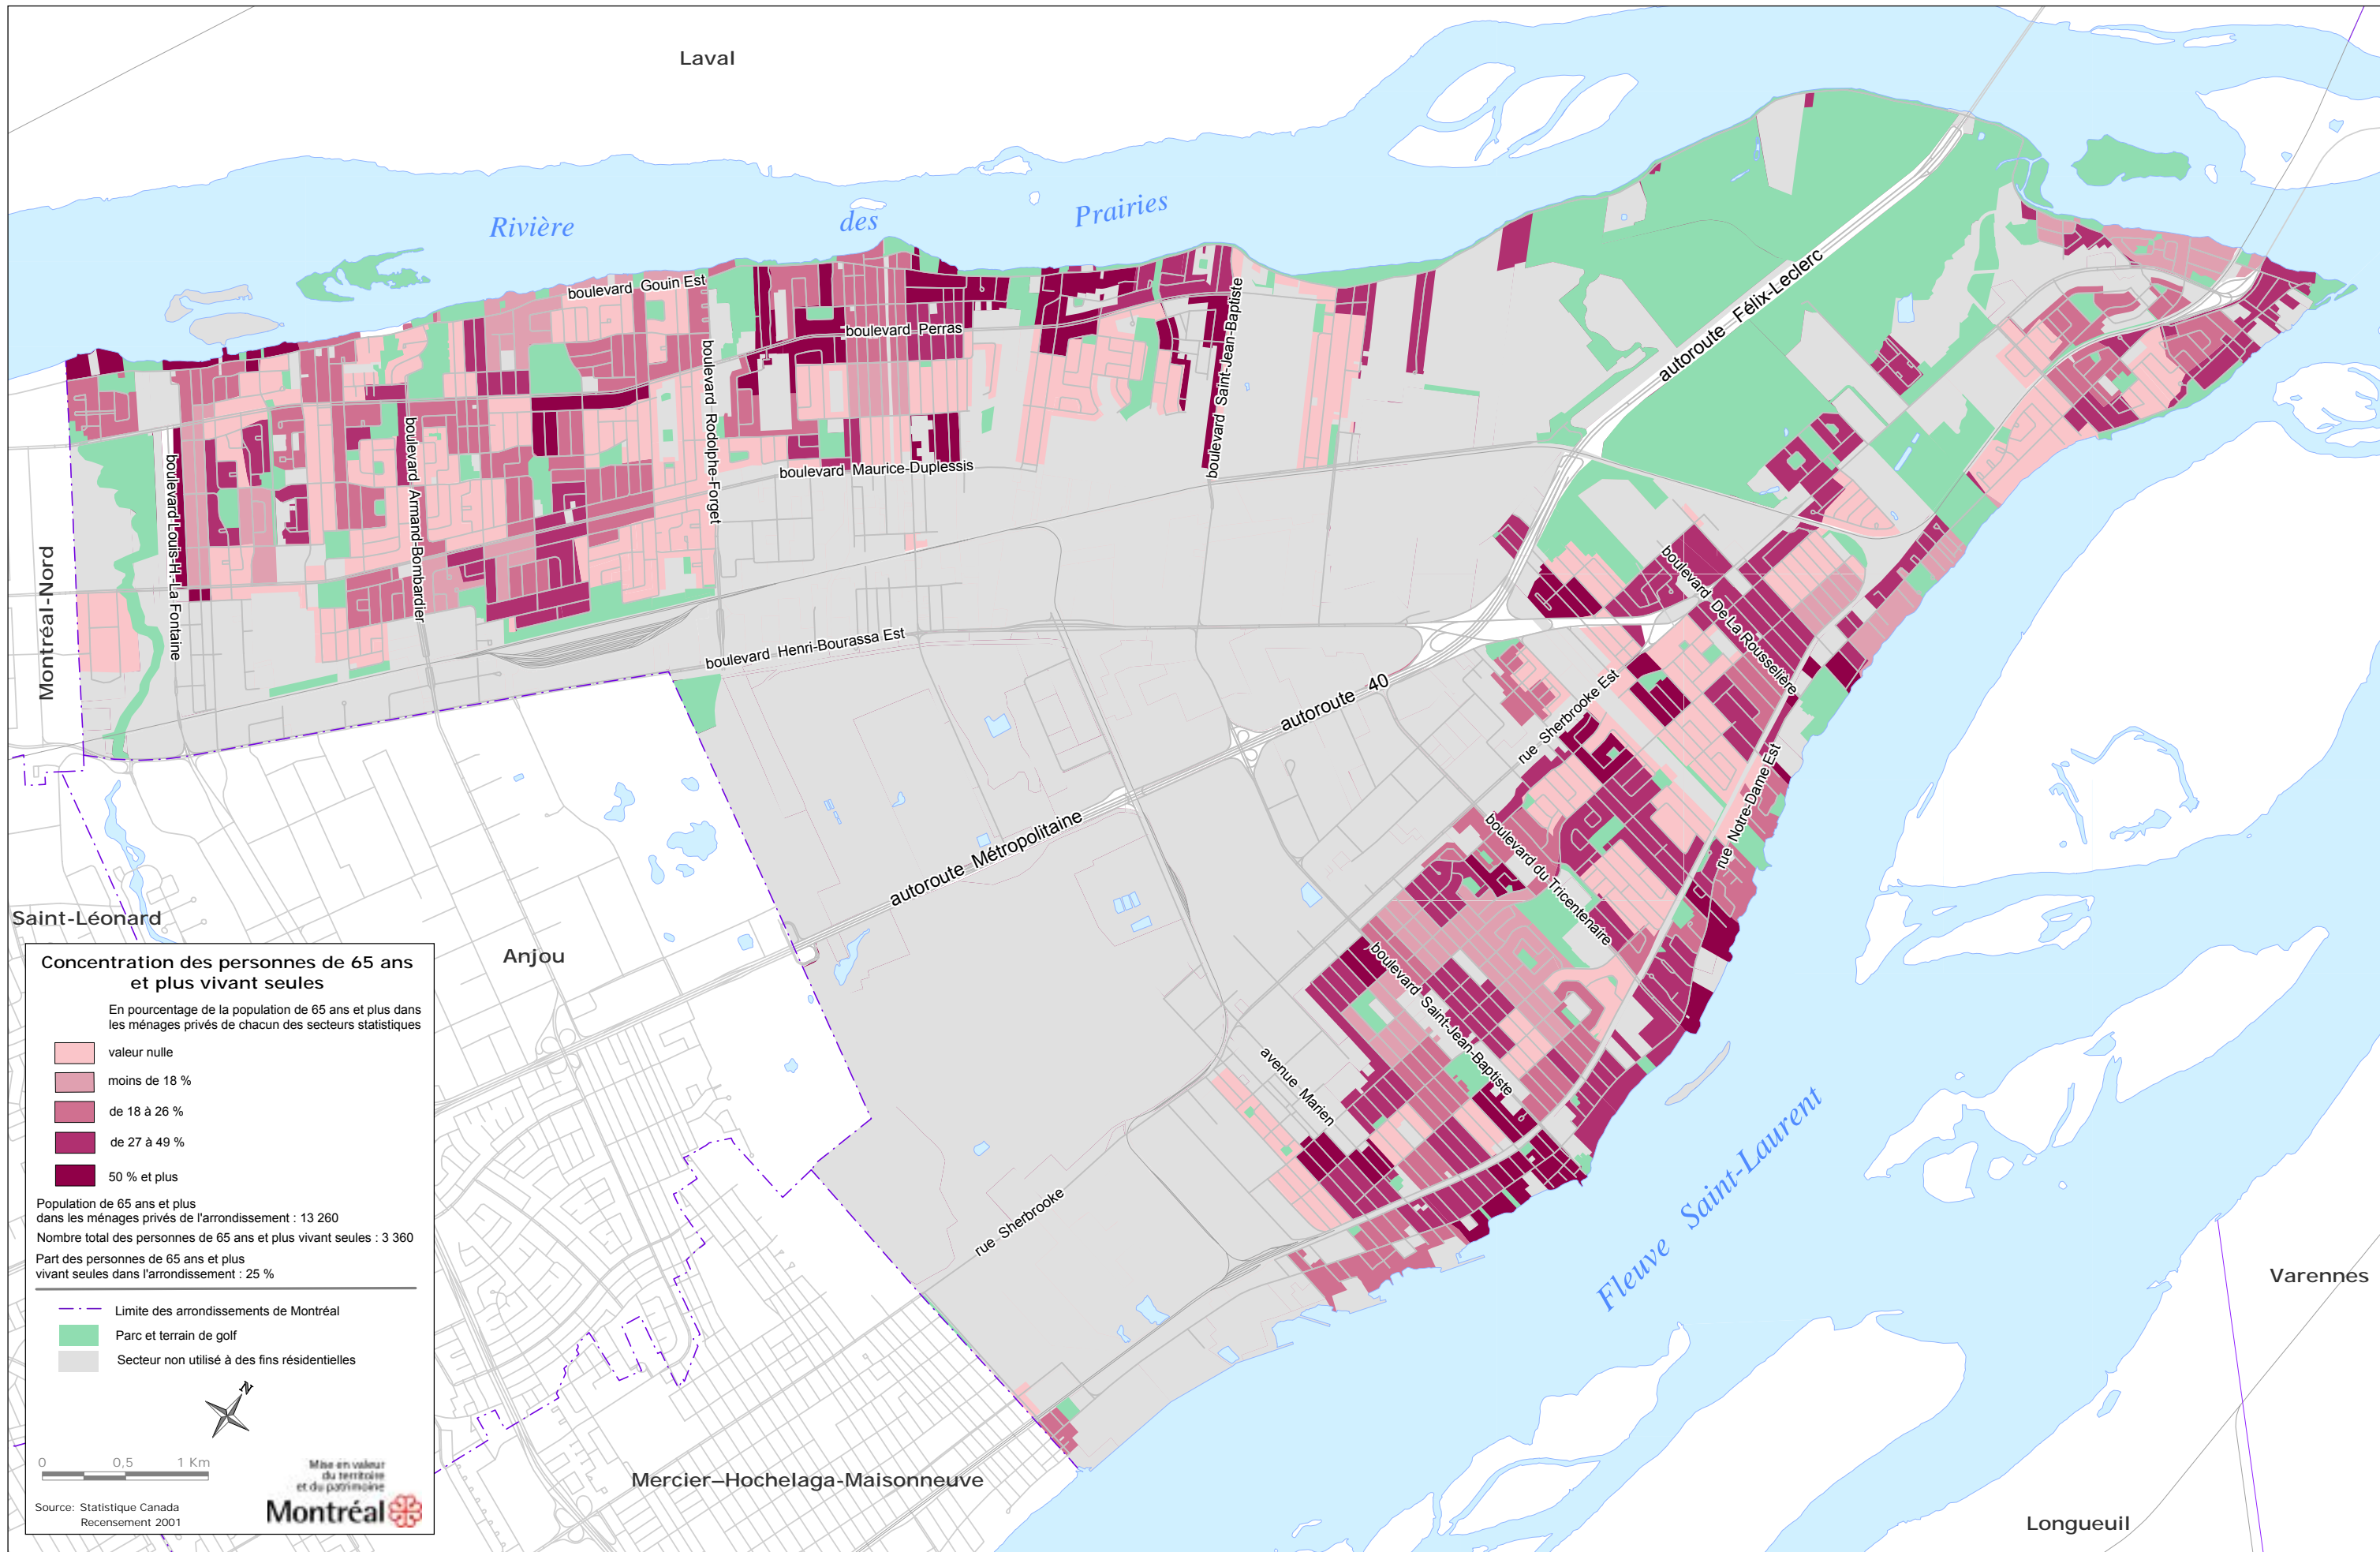 Laval
Rivière des Prairies
boulevard Gouin Est
boulevard Perras
boulevard Saint-Jean-Baptiste
autoroute Félix-Leclerc
boulevard Rodolphe-Forget
boulevard Maurice-Duplessis
boulevard Armand-Bombardier
boulevard-Louis-H.-La Fontaine
Montréal-Nord
boulevard Henri-Bourassa Est
boulevard De La Rousselière
autoroute 40
rue Sherbrooke Est
rue Notre-Dame Est
autoroute Métropolitaine
boulevard du Tricentenaire
Saint-Léonard
Anjou
boulevard Saint-Jean-Baptiste
avenue Marien
rue Sherbrooke
Fleuve Saint-Laurent
Varennes
Mercier–Hochelaga-Maisonneuve
Longueuil
Concentration des personnes de 65 ans
et plus vivant seules
En pourcentage de la population de 65 ans et plus dans
les ménages privés de chacun des secteurs statistiques
valeur nulle
moins de 18 %
de 18 à 26 %
de 27 à 49 %
50 % et plus
Population de 65 ans et plus
dans les ménages privés de l'arrondissement : 13 260
Nombre total des personnes de 65 ans et plus vivant seules : 3 360
Part des personnes de 65 ans et plus
vivant seules dans l'arrondissement : 25 %
Limite des arrondissements de Montréal
Parc et terrain de golf
Secteur non utilisé à des fins résidentielles
N
0 0,5 1 Km
Mise en valeur
du territoire
et du patrimoine
Montréal
Source: Statistique Canada
Recensement 2001